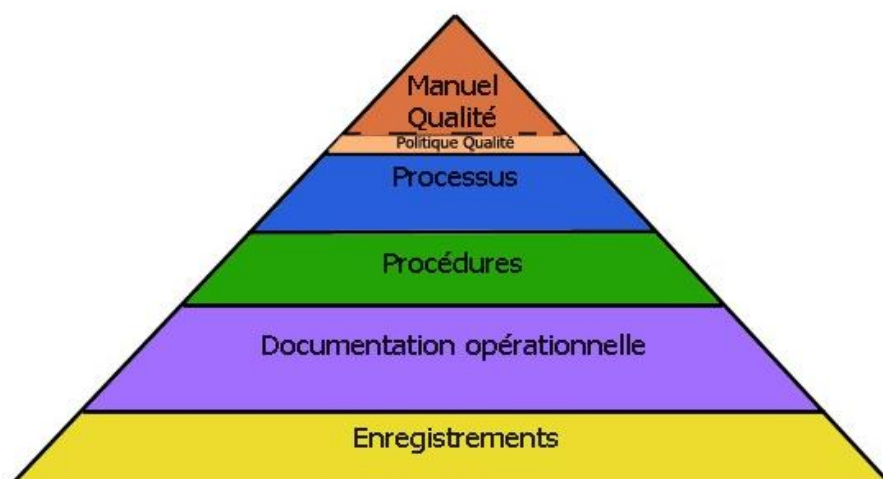 Manuel
Qualité
Politique Qualité
Processus
Procédures
Documentation opérationnelle
Enregistrements